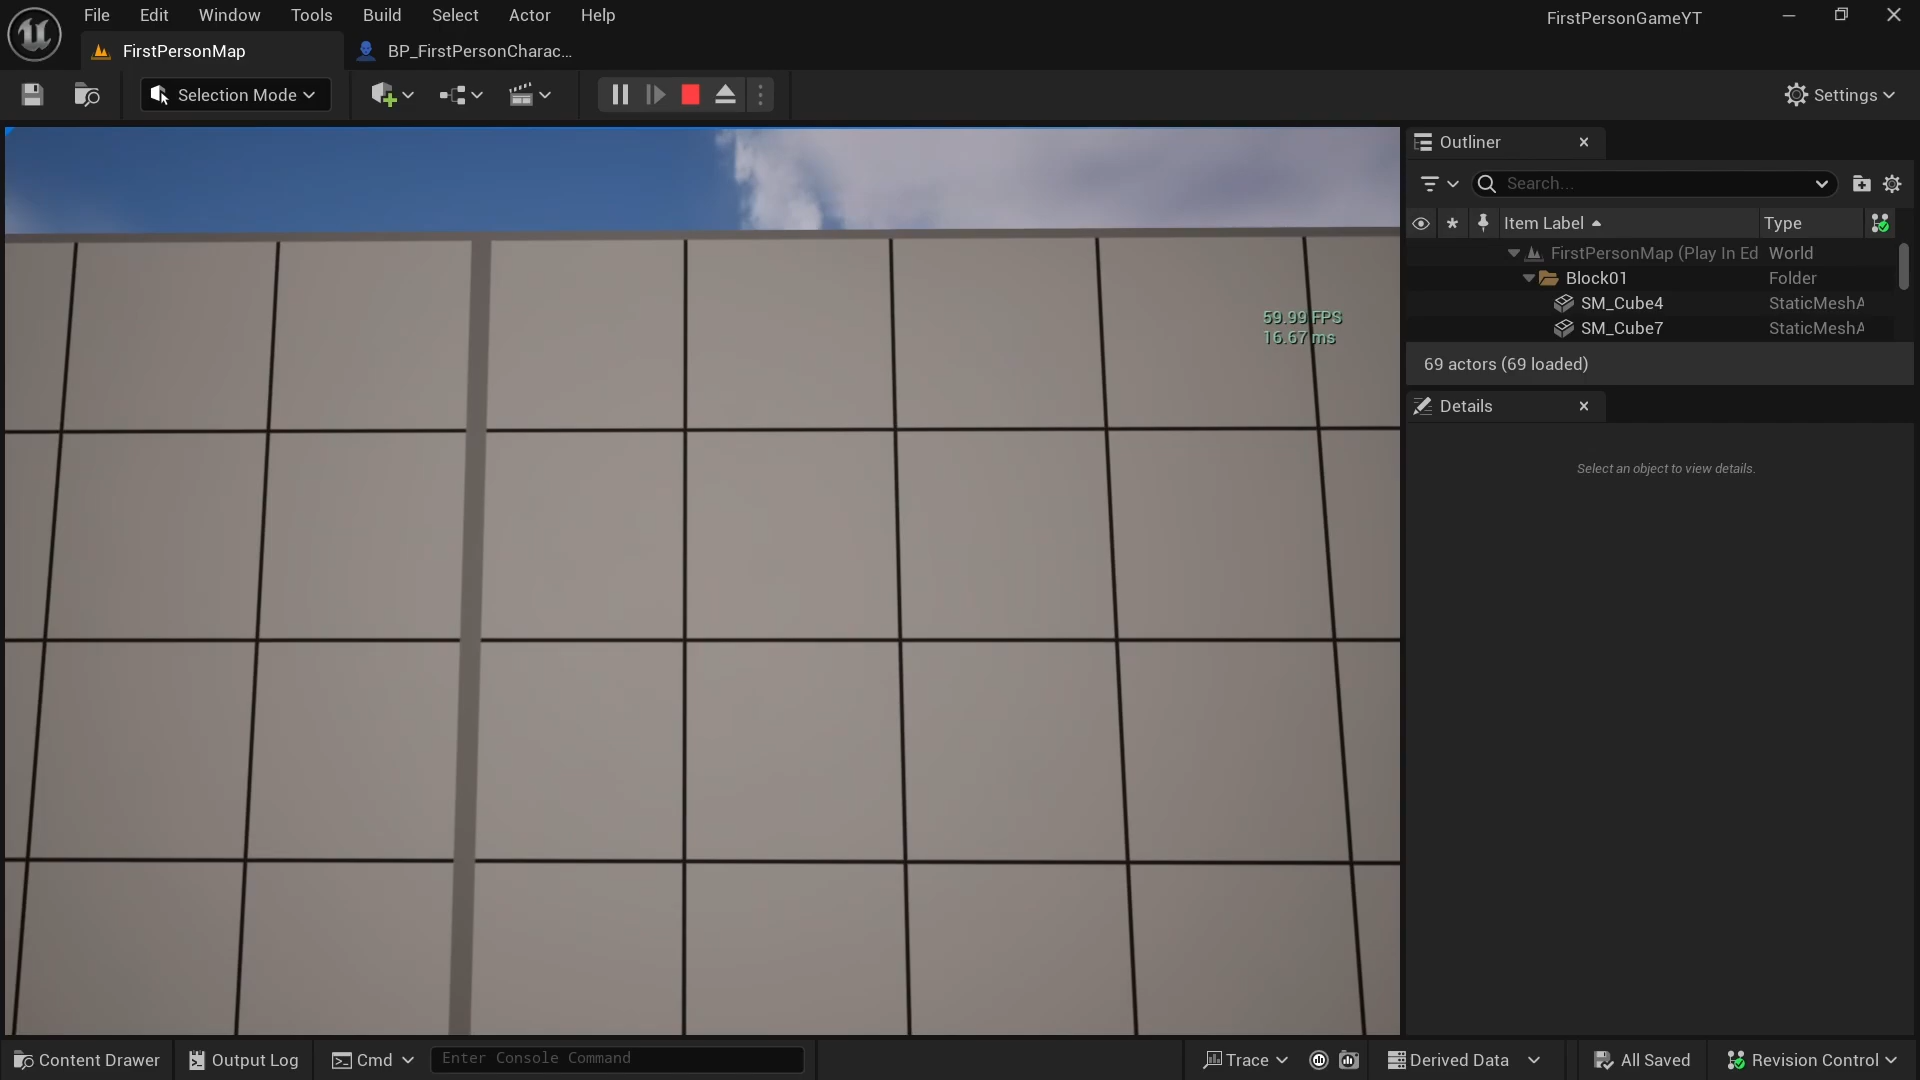 File Edit Window Tools Build Select Actor Help
FirstPersonGameYT
FirstPersonMap
BP_FirstPersonCharac...
Selection Mode
Settings
Outliner
Search...
Item Label Type
FirstPersonMap (Play In Ed World
Block01 Folder
SM_Cube4 StaticMeshA
SM_Cube7 StaticMeshA
69 actors (69 loaded)
Details
Select an object to view details.
59.99 FPS
16.67 ms
Content Drawer Output Log Cmd Enter Console Command Trace Derived Data All Saved Revision Control